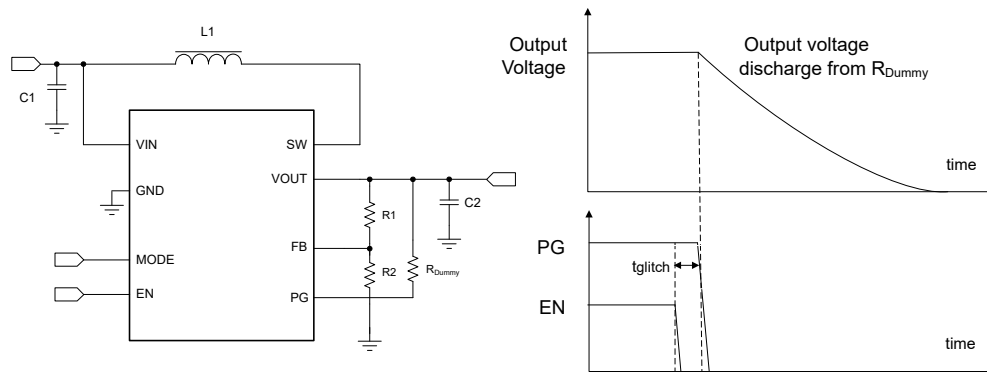 L1
C1
VIN
SW
VOUT
GND
C2
R1
FB
MODE
R2
RDummy
EN
PG
Output
Voltage
Output voltage
discharge from RDummy
time
PG
tglitch
EN
time